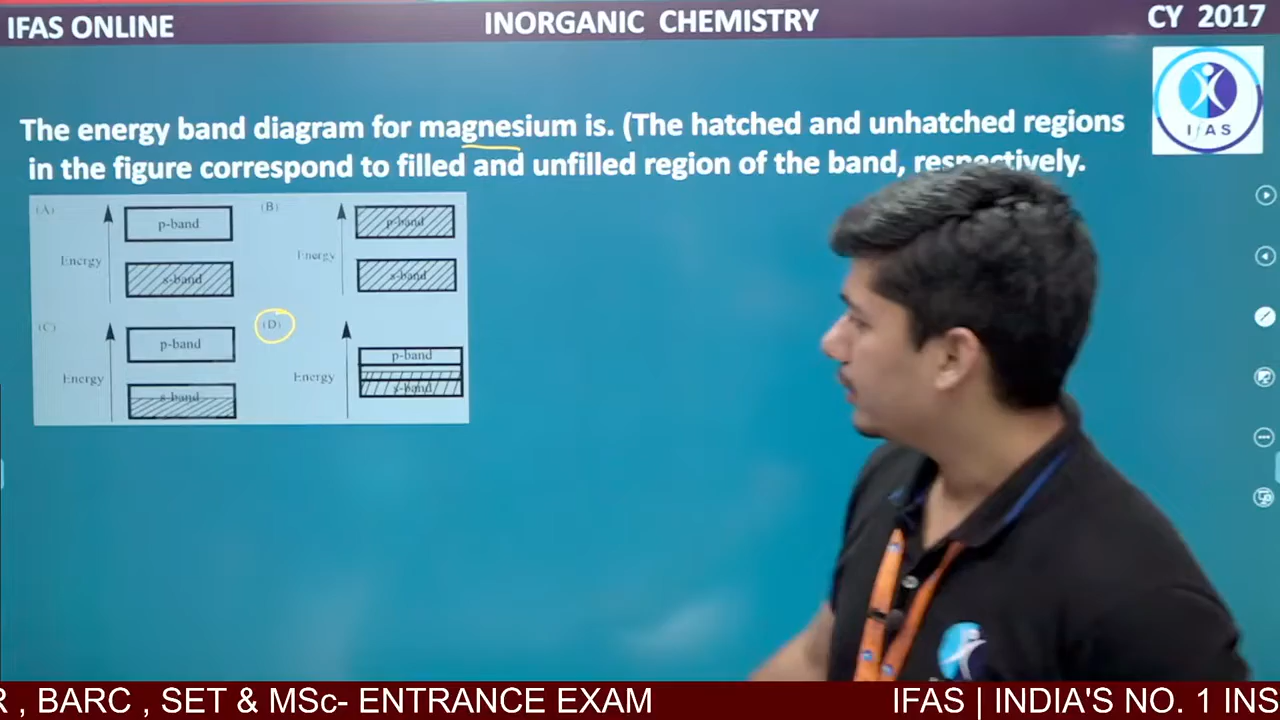 IFAS ONLINE
INORGANIC CHEMISTRY
CY 2017
IFAS
The energy band diagram for magnesium is. (The hatched and unhatched regions
in the figure correspond to filled and unfilled region of the band, respectively.
(A)
Energy
p-band
s-band
(B)
Energy
p-band
s-band
(C)
Energy
p-band
s-band
(D)
Energy
p-band
s-band
R , BARC , SET & MSc- ENTRANCE EXAM
IFAS | INDIA'S NO. 1 INS